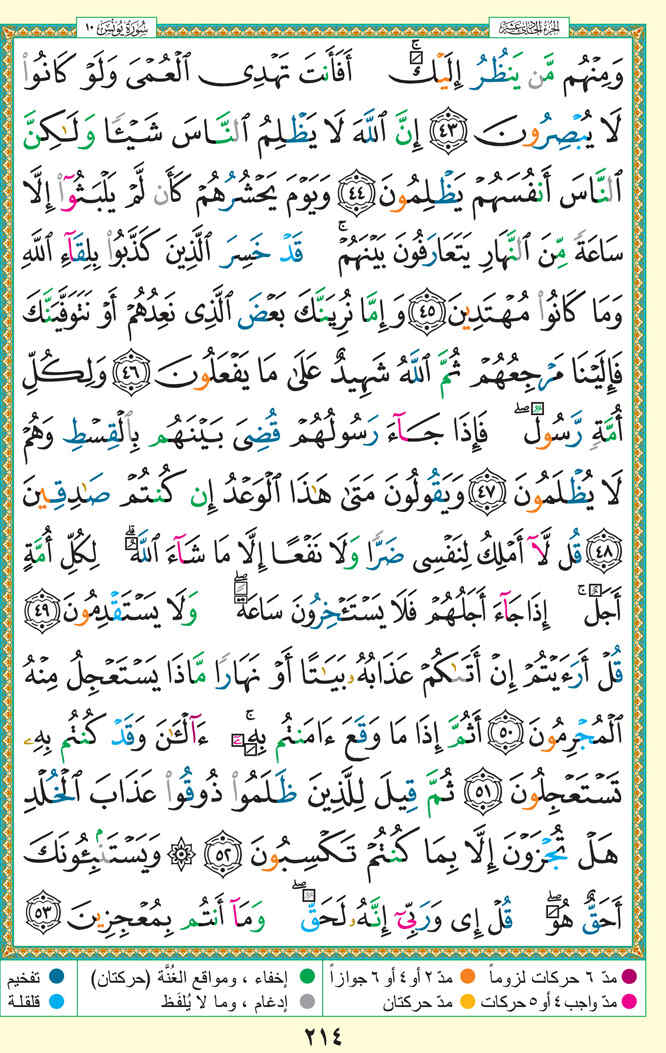 سُورَةُ يُونُسَ ١٠
الجزء الحادي عشر
وَمِنْهُم مَّن يَنظُرُ إِلَيْكَ ۚ أَفَأَنتَ تَهْدِى ٱلْعُمْىَ وَلَوْ كَانُوا۟
لَا يُبْصِرُونَ ﴿٤٣﴾ إِنَّ ٱللَّهَ لَا يَظْلِمُ ٱلنَّاسَ شَيْـًٔا وَلَـٰكِنَّ
ٱلنَّاسَ أَنفُسَهُمْ يَظْلِمُونَ ﴿٤٤﴾ وَيَوْمَ يَحْشُرُهُمْ كَأَن لَّمْ يَلْبَثُوٓا۟ إِلَّا
سَاعَةً مِّنَ ٱلنَّهَارِ يَتَعَارَفُونَ بَيْنَهُمْ ۚ قَدْ خَسِرَ ٱلَّذِينَ كَذَّبُوا۟ بِلِقَآءِ ٱللَّهِ
وَمَا كَانُوا۟ مُهْتَدِينَ ﴿٤٥﴾ وَإِمَّا نُرِيَنَّكَ بَعْضَ ٱلَّذِى نَعِدُهُمْ أَوْ نَتَوَفَّيَنَّكَ
فَإِلَيْنَا مَرْجِعُهُمْ ثُمَّ ٱللَّهُ شَهِيدٌ عَلَىٰ مَا يَفْعَلُونَ ﴿٤٦﴾ وَلِكُلِّ
أُمَّةٍ رَّسُولٌ ۖ فَإِذَا جَآءَ رَسُولُهُمْ قُضِىَ بَيْنَهُم بِٱلْقِسْطِ وَهُمْ
لَا يُظْلَمُونَ ﴿٤٧﴾ وَيَقُولُونَ مَتَىٰ هَـٰذَا ٱلْوَعْدُ إِن كُنتُمْ صَـٰدِقِينَ
﴿٤٨﴾ قُل لَّآ أَمْلِكُ لِنَفْسِى ضَرًّا وَلَا نَفْعًا إِلَّا مَا شَآءَ ٱللَّهُ ۗ لِكُلِّ أُمَّةٍ
أَجَلٌ ۚ إِذَا جَآءَ أَجَلُهُمْ فَلَا يَسْتَـْٔخِرُونَ سَاعَةً ۖ وَلَا يَسْتَقْدِمُونَ ﴿٤٩﴾
قُلْ أَرَءَيْتُمْ إِنْ أَتَىٰكُمْ عَذَابُهُۥ بَيَـٰتًا أَوْ نَهَارًا مَّاذَا يَسْتَعْجِلُ مِنْهُ
ٱلْمُجْرِمُونَ ﴿٥٠﴾ أَثُمَّ إِذَا مَا وَقَعَ ءَامَنتُم بِهِۦٓ ۚ ءَآلْـَٔـٰنَ وَقَدْ كُنتُم بِهِۦ
تَسْتَعْجِلُونَ ﴿٥١﴾ ثُمَّ قِيلَ لِلَّذِينَ ظَلَمُوا۟ ذُوقُوا۟ عَذَابَ ٱلْخُلْدِ
هَلْ تُجْزَوْنَ إِلَّا بِمَا كُنتُمْ تَكْسِبُونَ ﴿٥٢﴾ ۞ وَيَسْتَنۢبِـُٔونَكَ
أَحَقٌّ هُوَ ۖ قُلْ إِى وَرَبِّىٓ إِنَّهُۥ لَحَقٌّ ۖ وَمَآ أَنتُم بِمُعْجِزِينَ ﴿٥٣﴾
مدّ ٦ حركات لزوماً ● مدّ ٢ أو ٤ أو ٦ جوازاً ● إخفاء ، ومواقع الغُنَّة (حركتان) ● تفخيم
مدّ واجب ٤ أو ٥ حركات ● مدّ حركتان ● إدغام ، وما لا يُلفَظ ● قلقلة
٢١٤